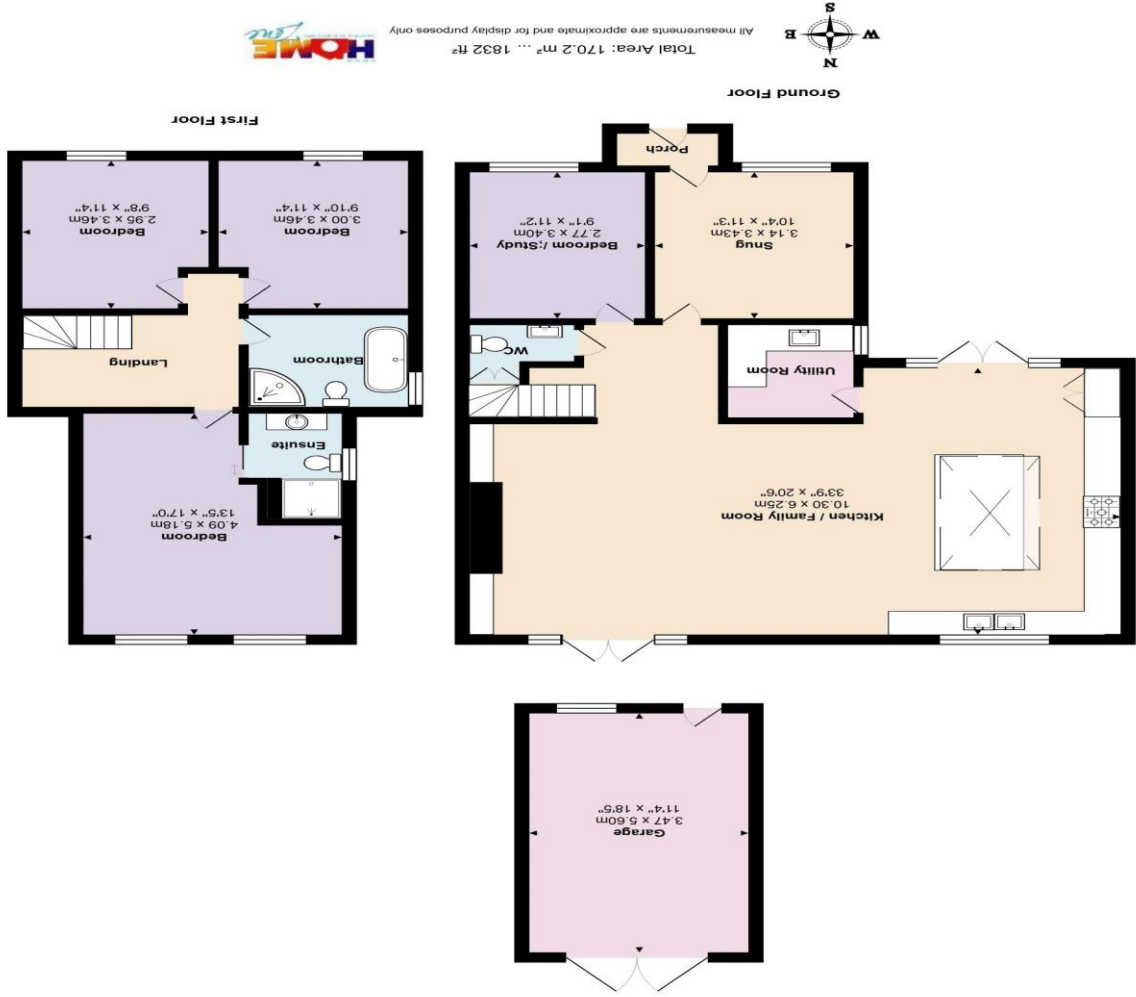 Garage
3.47 x 5.60m
11'4" x 18'5"
Kitchen / Family Room
10.30 x 6.25m
33'9" x 20'6"
Utility Room
WC
Snug
3.14 x 3.43m
10'4" x 11'3"
Bedroom /;Study
2.77 x 3.40m
9'1" x 11'2"
Porch
Ground Floor
Bedroom
4.09 x 5.18m
13'5" x 17'0"
Ensuite
Bathroom
Landing
Bedroom
3.00 x 3.46m
9'10" x 11'4"
Bedroom
2.95 x 3.46m
9'8" x 11'4"
First Floor
N
W
E
S
Total Area: 170.2 m² ... 1832 ft²
All measurements are approximate and for display purposes only
HOME
Zone